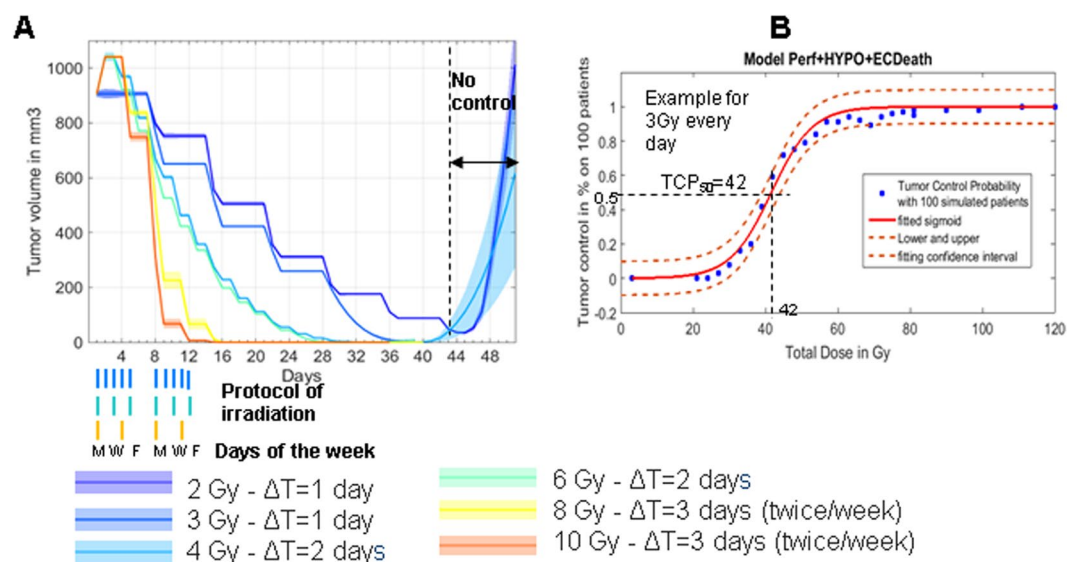 A
Tumor volume in mm3
1000
800
600
400
200
0
No
control
4 8 12 16 20 24 28 32 36 40 44 48
Days
Protocol of
irradiation
M W F M W F Days of the week
2 Gy - ΔT=1 day
3 Gy - ΔT=1 day
4 Gy - ΔT=2 days
6 Gy - ΔT=2 days
8 Gy - ΔT=3 days (twice/week)
10 Gy - ΔT=3 days (twice/week)
B
Model Perf+HYPO+ECDeath
Tumor control in % on 100 patients
1
0.8
0.6
0.5
0.4
0.2
0
-0.2
Example for
3Gy every
day
TCP50=42
42
Tumor Control Probability
with 100 simulated patients
fitted sigmoid
Lower and upper
fitting confidence interval
0 20 40 60 80 100 120
Total Dose in Gy